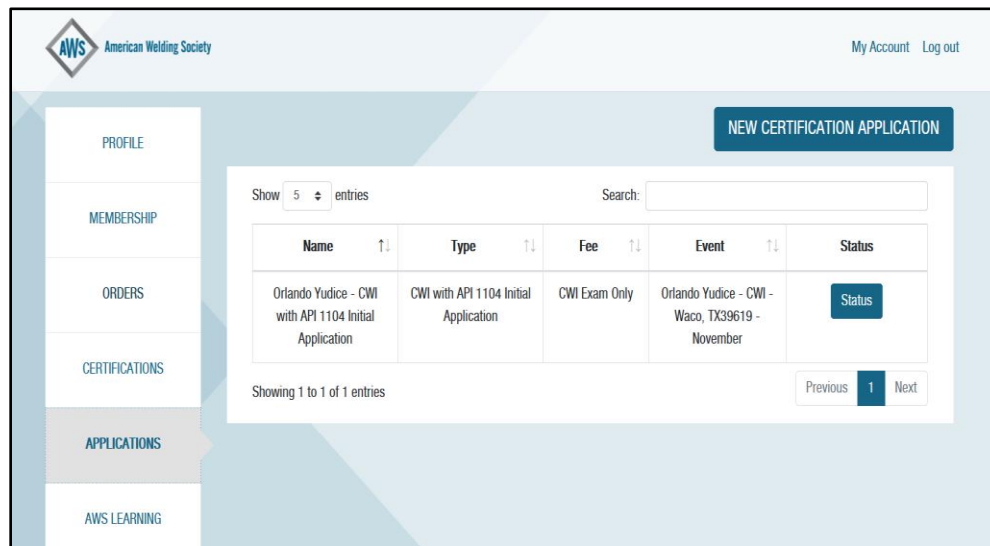 AWS American Welding Society
My Account Log out
PROFILE
MEMBERSHIP
ORDERS
CERTIFICATIONS
APPLICATIONS
AWS LEARNING
NEW CERTIFICATION APPLICATION
Show 5 entries
Search:
Name Type Fee Event Status
Orlando Yudice - CWI CWI with API 1104 Initial CWI Exam Only Orlando Yudice - CWI - Status
with API 1104 Initial Application Waco, TX39619 -
Application November
Showing 1 to 1 of 1 entries
Previous 1 Next